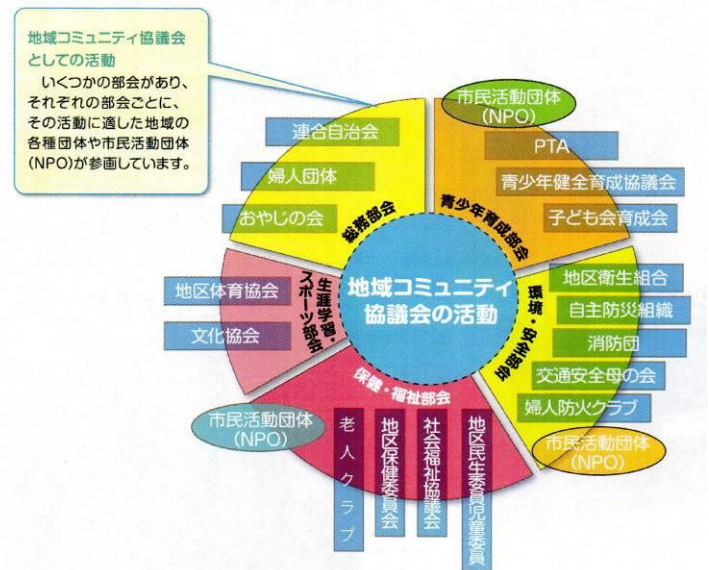 地域コミュニティ協議会
としての活動
いくつかの部会があり、
それぞれの部会ごとに、
その活動に適した地域の
各種団体や市民活動団体
(NPO)が参画しています。
市民活動団体
(NPO)
連合自治会
婦人団体
おやじの会
総務部会
PTA
青少年健全育成協議会
子ども会育成会
青少年育成部会
地区体育協会
文化協会
生涯学習・
スポーツ部会
地域コミュニティ
協議会の活動
環境・安全部会
地区衛生組合
自主防災組織
消防団
交通安全母の会
婦人防火クラブ
市民活動団体
(NPO)
保健・福祉部会
市民活動団体
(NPO)
老人クラブ
地区保健委員会
社会福祉協議会
地区民生委員児童委員